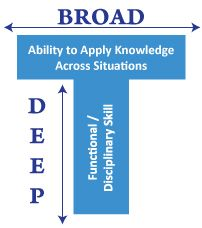 BROAD
Ability to Apply Knowledge
Across Situations
DEEP
Functional /
Disciplinary Skill